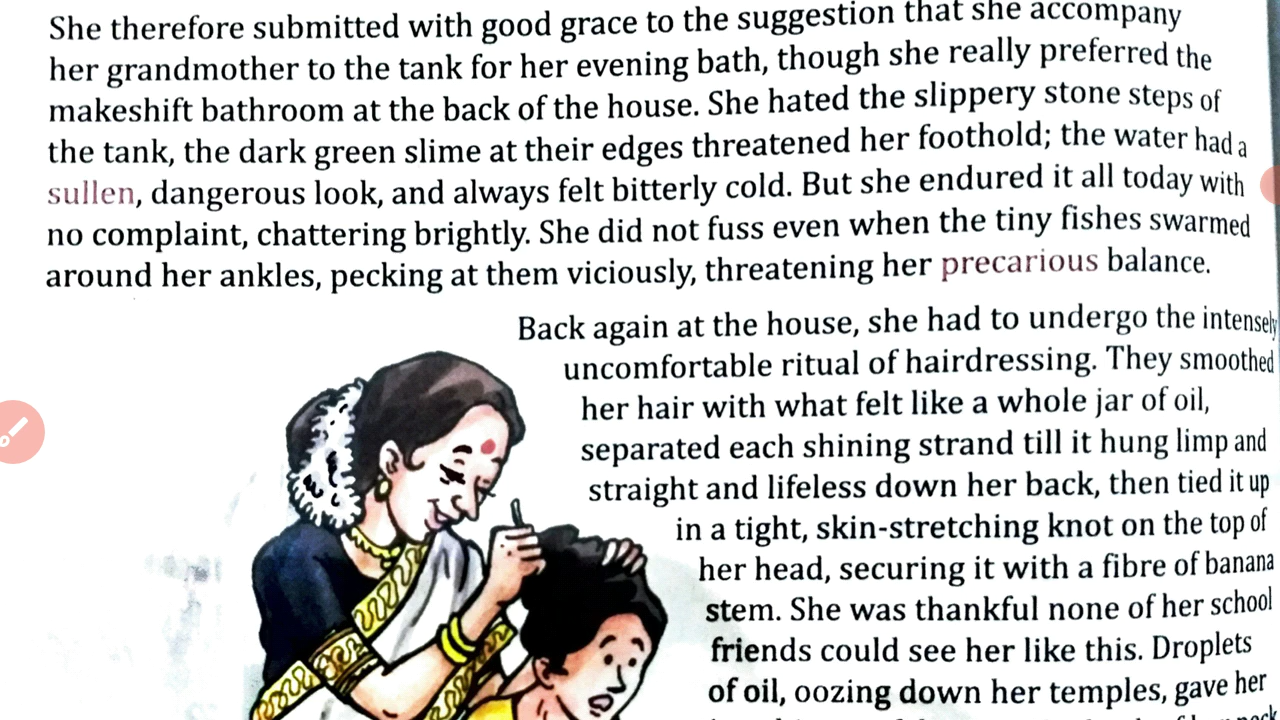 She therefore submitted with good grace to the suggestion that she accompany
her grandmother to the tank for her evening bath, though she really preferred the
makeshift bathroom at the back of the house. She hated the slippery stone steps of
the tank, the dark green slime at their edges threatened her foothold; the water had a
sullen, dangerous look, and always felt bitterly cold. But she endured it all today with
no complaint, chattering brightly. She did not fuss even when the tiny fishes swarmed
around her ankles, pecking at them viciously, threatening her precarious balance.
Back again at the house, she had to undergo the intensely
uncomfortable ritual of hairdressing. They smoothed
her hair with what felt like a whole jar of oil,
separated each shining strand till it hung limp and
straight and lifeless down her back, then tied it up
in a tight, skin-stretching knot on the top of
her head, securing it with a fibre of banana
stem. She was thankful none of her school
friends could see her like this. Droplets
of oil, oozing down her temples, gave her